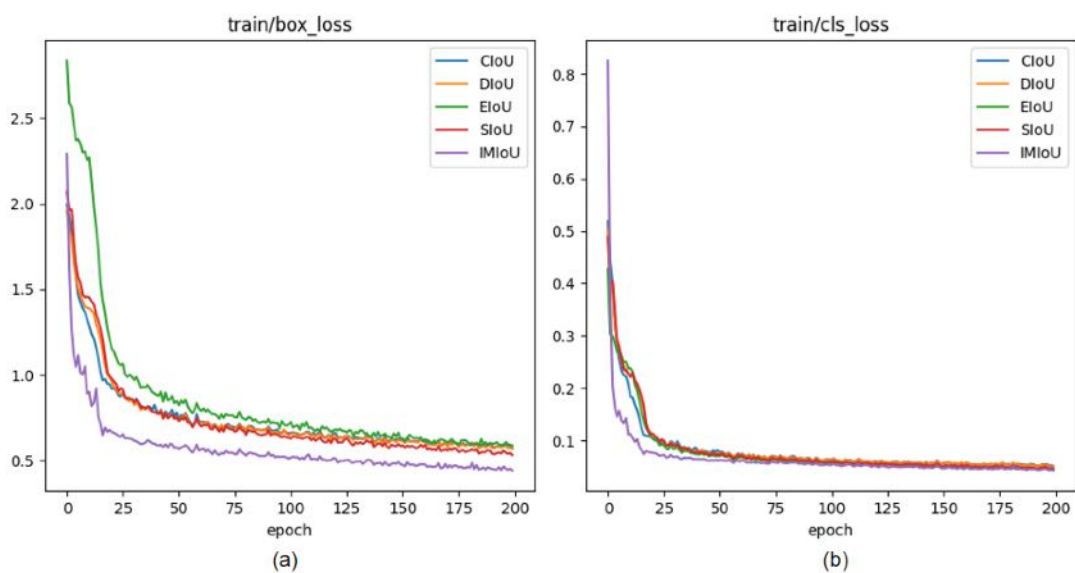 train/box_loss
2.5
2.0
1.5
1.0
0.5
CIoU
DIoU
EIoU
SIoU
IMIoU
0 25 50 75 100 125 150 175 200
epoch
(a)
train/cls_loss
0.8
0.7
0.6
0.5
0.4
0.3
0.2
0.1
CIoU
DIoU
EIoU
SIoU
IMIoU
0 25 50 75 100 125 150 175 200
epoch
(b)